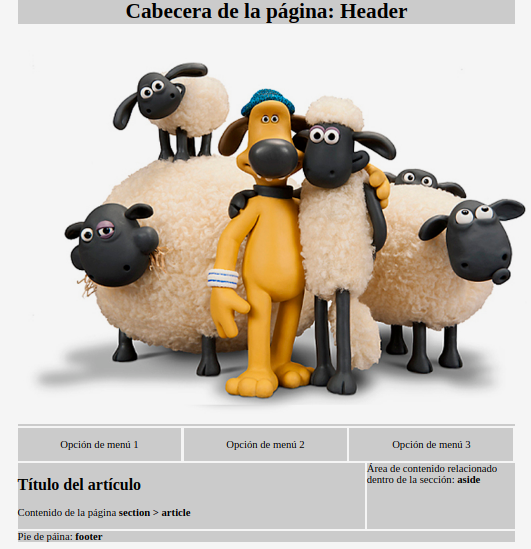 Cabecera de la página: Header
Opción de menú 1
Opción de menú 2
Opción de menú 3
Título del artículo
Contenido de la página section > article
Área de contenido relacionado
dentro de la sección: aside
Pie de páina: footer